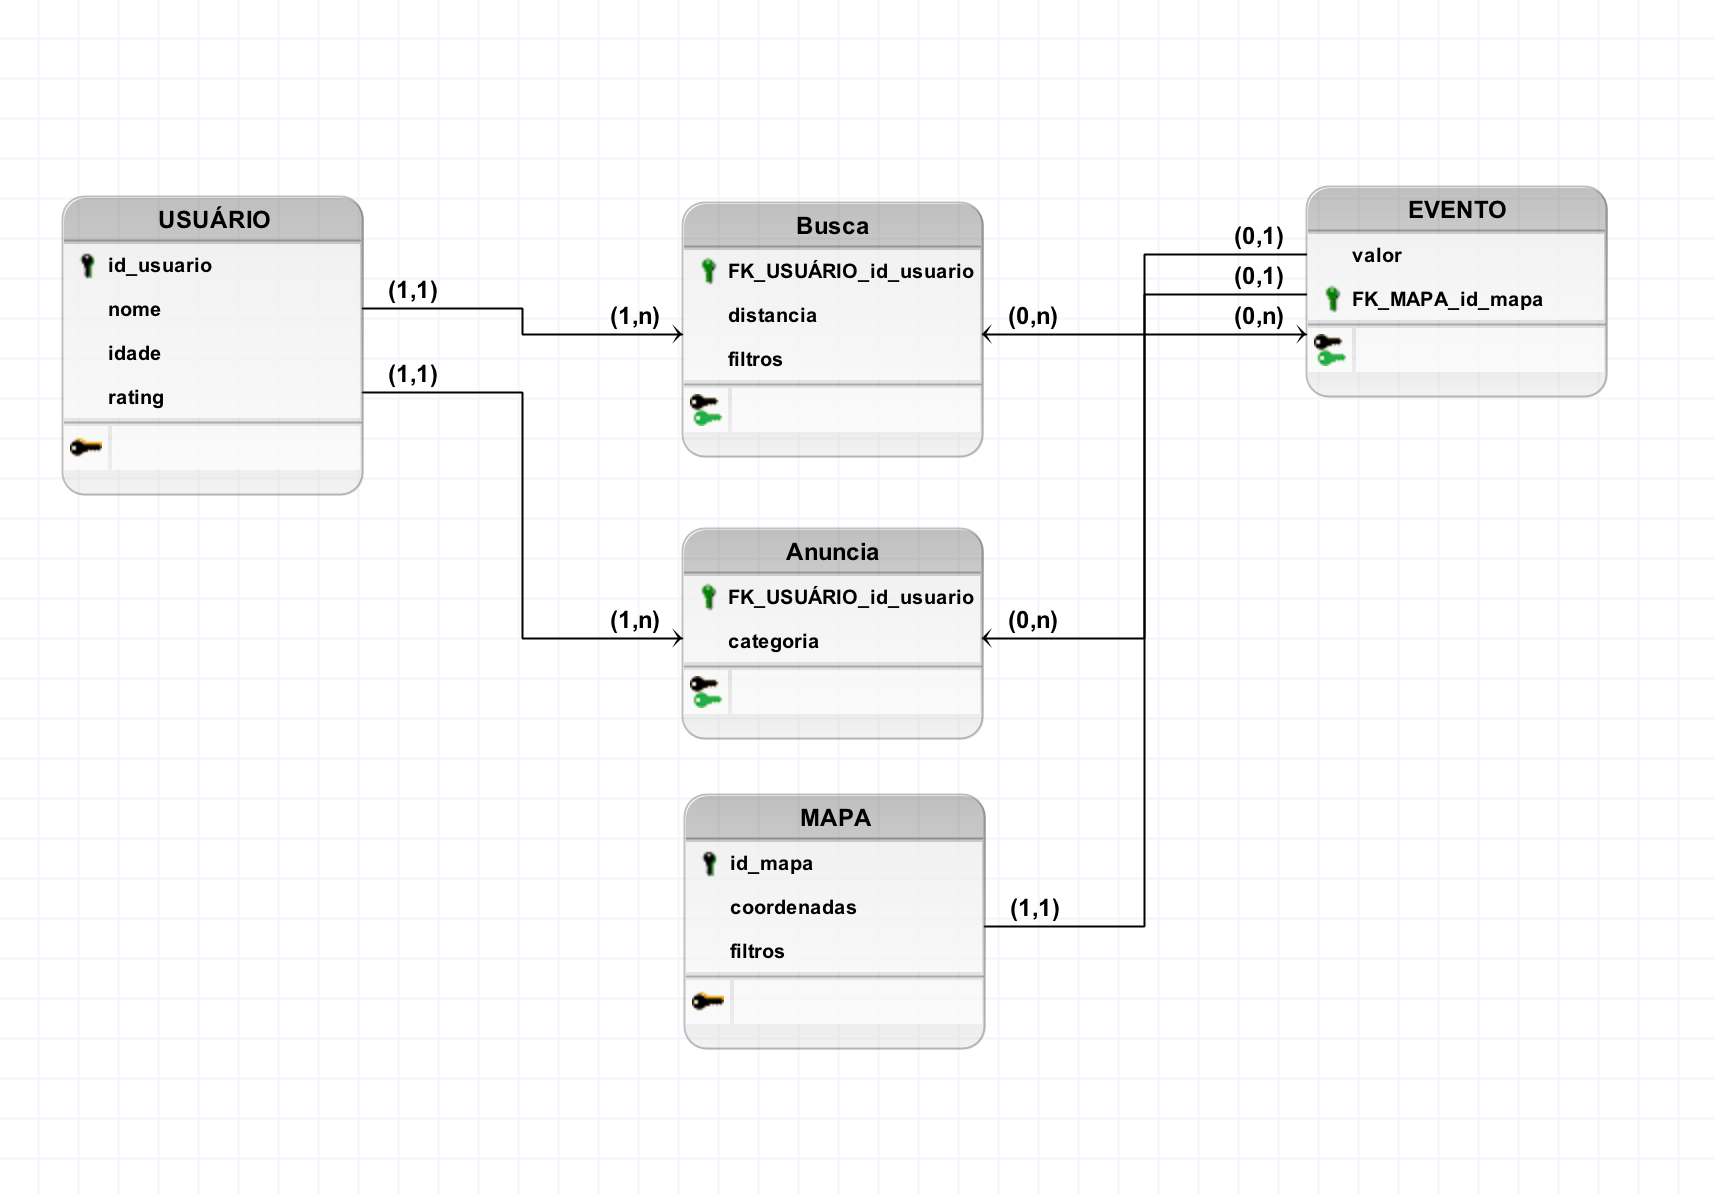 USUÁRIO
id_usuario
nome
idade
rating
(1,1)
(1,1)
(1,n)
(1,n)
Busca
FK_USUÁRIO_id_usuario
distancia
filtros
(0,n)
Anuncia
FK_USUÁRIO_id_usuario
categoria
(0,n)
MAPA
id_mapa
coordenadas
filtros
(1,1)
(0,1)
(0,1)
(0,n)
EVENTO
valor
FK_MAPA_id_mapa